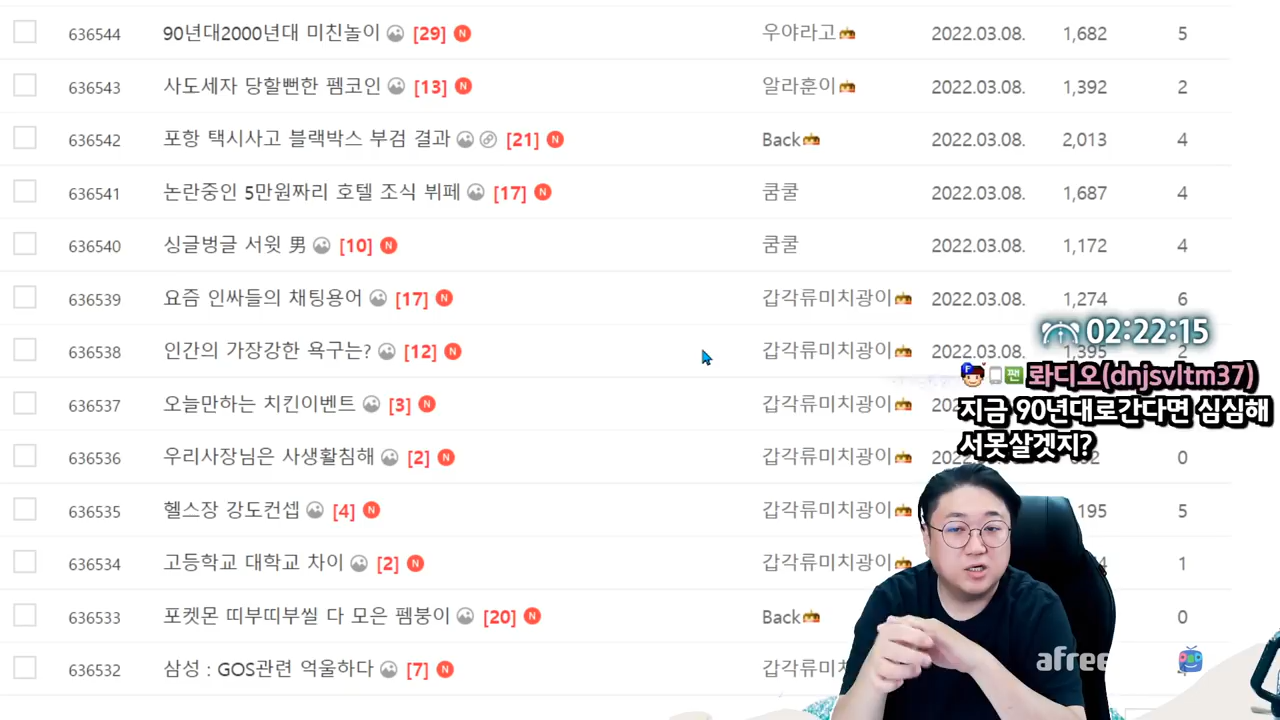 636544 90년대2000년대 미친놀이 [29] N 우야라고 2022.03.08. 1,682 5
636543 사도세자 당할뻔한 펨코인 [13] N 알라훈이 2022.03.08. 1,392 2
636542 포항 택시사고 블랙박스 부검 결과 [21] N Back 2022.03.08. 2,013 4
636541 논란중인 5만원짜리 호텔 조식 뷔페 [17] N 쿰쿨 2022.03.08. 1,687 4
636540 싱글벙글 서윗 男 [10] N 쿰쿨 2022.03.08. 1,172 4
636539 요즘 인싸들의 채팅용어 [17] N 갑각류미치광이 2022.03.08. 1,274 6
02:22:15
636538 인간의 가장강한 욕구는? [12] N 갑각류미치광이 2022.03.08. 1,395 2
F 팬 롸디오(dnjsvltm37)
636537 오늘만하는 치킨이벤트 [3] N 갑각류미치광이
지금 90년대로간다면 심심해
서못살겟지?
636536 우리사장님은 사생활침해 [2] N 갑각류미치광이 0
636535 헬스장 강도컨셉 [4] N 갑각류미치광이 195 5
636534 고등학교 대학교 차이 [2] N 갑각류미치광이 1
636533 포켓몬 띠부띠부씰 다 모은 펨붕이 [20] N Back 0
636532 삼성 : GOS관련 억울하다 [7] N 갑각류미치
afree